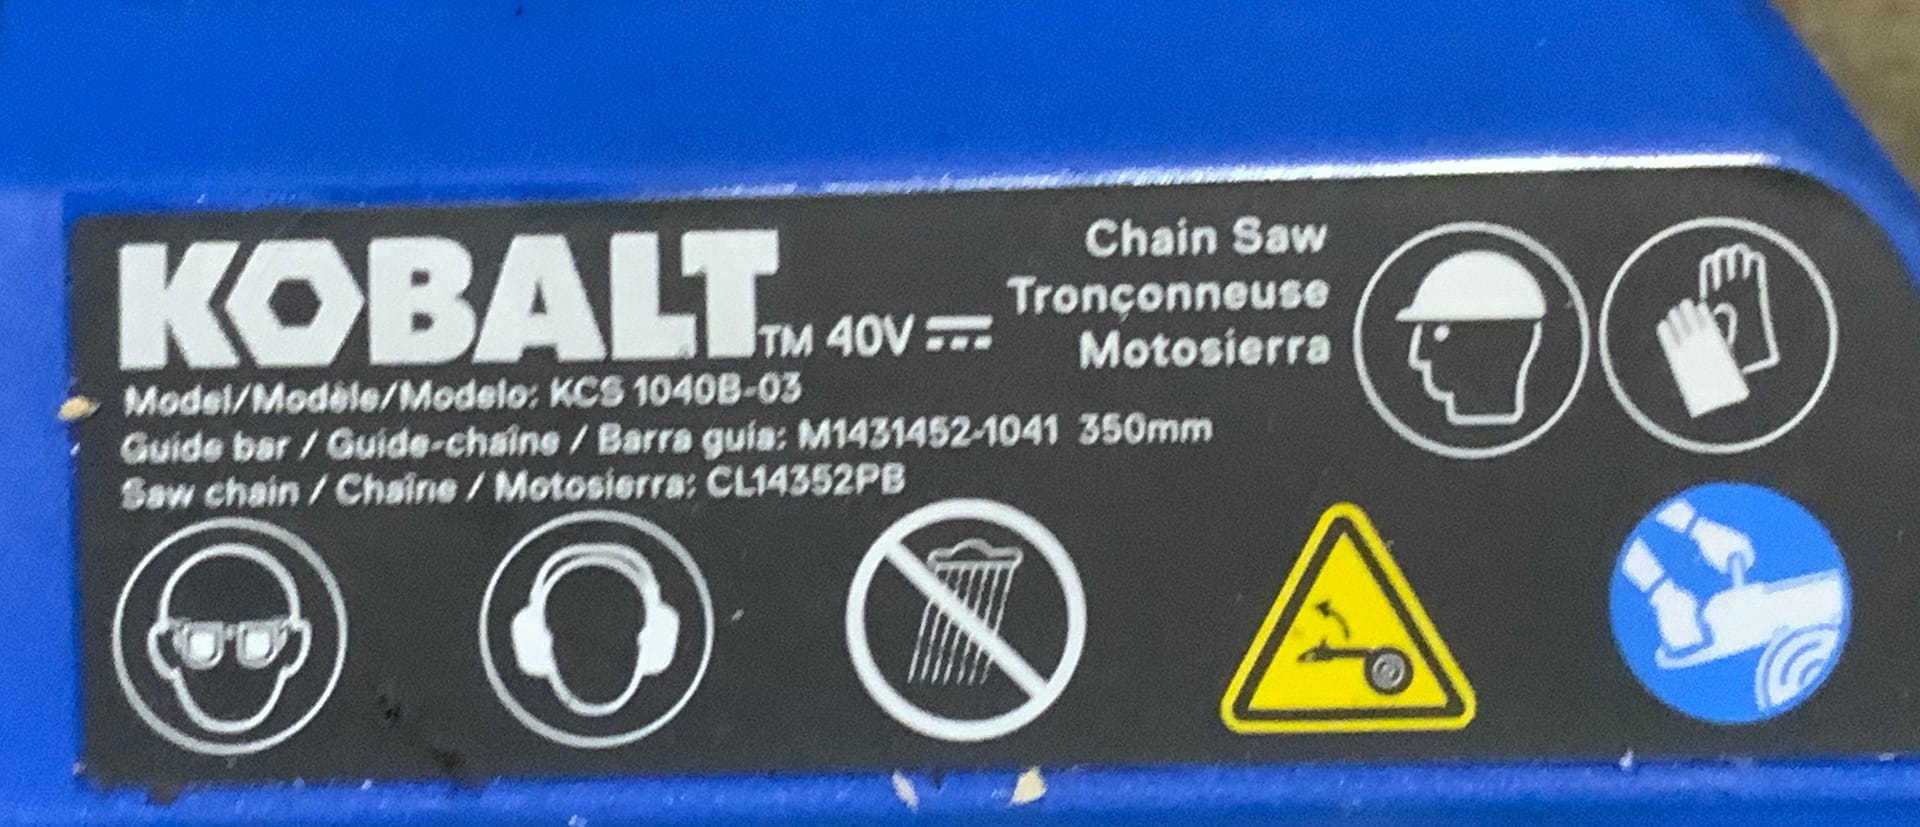 KOBALT™ 40V
Chain Saw
Tronçonneuse
Motosierra
Model/Modèle/Modelo: KCS 1040B-03
Guide bar / Guide-chaîne / Barra guía: M1431452-1041 350mm
Saw chain / Chaîne / Motosierra: CL14352PB